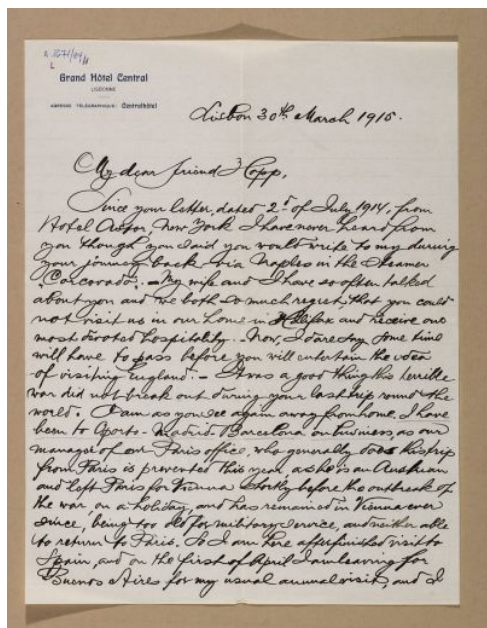 Grand Hôtel Central
LISBONNE
ADRESSE TÉLÉGRAPHIQUE: Centralhôtel
Lisbon 30th March 1915.
My dear friend Hopp,
Since your letter, dated 2d of July 1914, from
Hotel Astor, New York I have never heard from
you though you said you would write to my during
your journey back via Naples in the Steamer
"Corcovado". - My wife and I have so often talked
about you and we both so much regret that you could
not visit us in our home in Halifax and receive our
most devoted hospitality. - Now, I daresay some time
will have to pass before you will entertain the idea
of visiting England. - It was a good thing this terrible
war did not break out during your last trip round the
world. I am as you see again away from home, I have
been to Oporto - Madrid - Barcelona on business, as our
manager of our Paris office, who generally does this trip
from Paris is prevented this year, as he is an Austrian
and left Paris for Vienna shortly before the outbreak of
the war, on a holiday, and has remained in Vienna ever
since, being too old for military service, and neither able
to return to Paris. So I am here after finished visit to
Spain, and on the first of April I am leaving for
Buenos Aires for my usual annual visit, and I